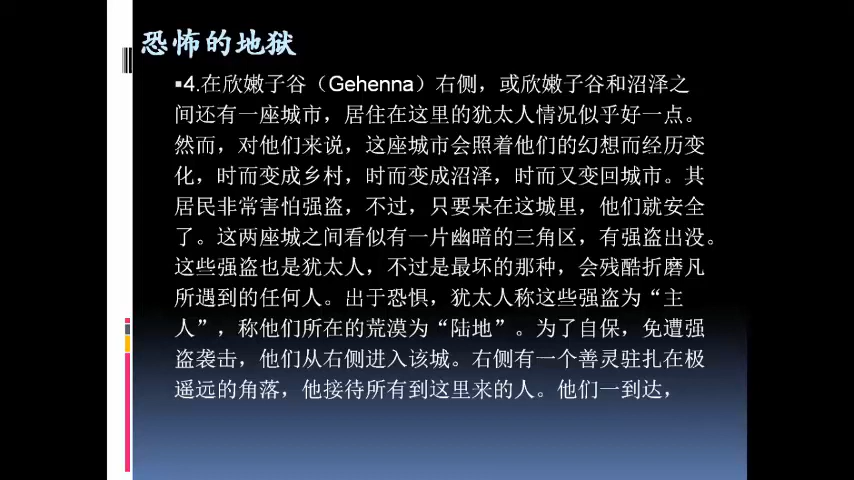 恐怖的地狱
▪4.在欣嫩子谷（Gehenna）右侧，或欣嫩子谷和沼泽之
间还有一座城市，居住在这里的犹太人情况似乎好一点。
然而，对他们来说，这座城市会照着他们的幻想而经历变
化，时而变成乡村，时而变成沼泽，时而又变回城市。其
居民非常害怕强盗，不过，只要呆在这城里，他们就安全
了。这两座城之间看似有一片幽暗的三角区，有强盗出没。
这些强盗也是犹太人，不过是最坏的那种，会残酷折磨凡
所遇到的任何人。出于恐惧，犹太人称这些强盗为“主
人”，称他们所在的荒漠为“陆地”。为了自保，免遭强
盗袭击，他们从右侧进入该城。右侧有一个善灵驻扎在极
遥远的角落，他接待所有到这里来的人。他们一到达，